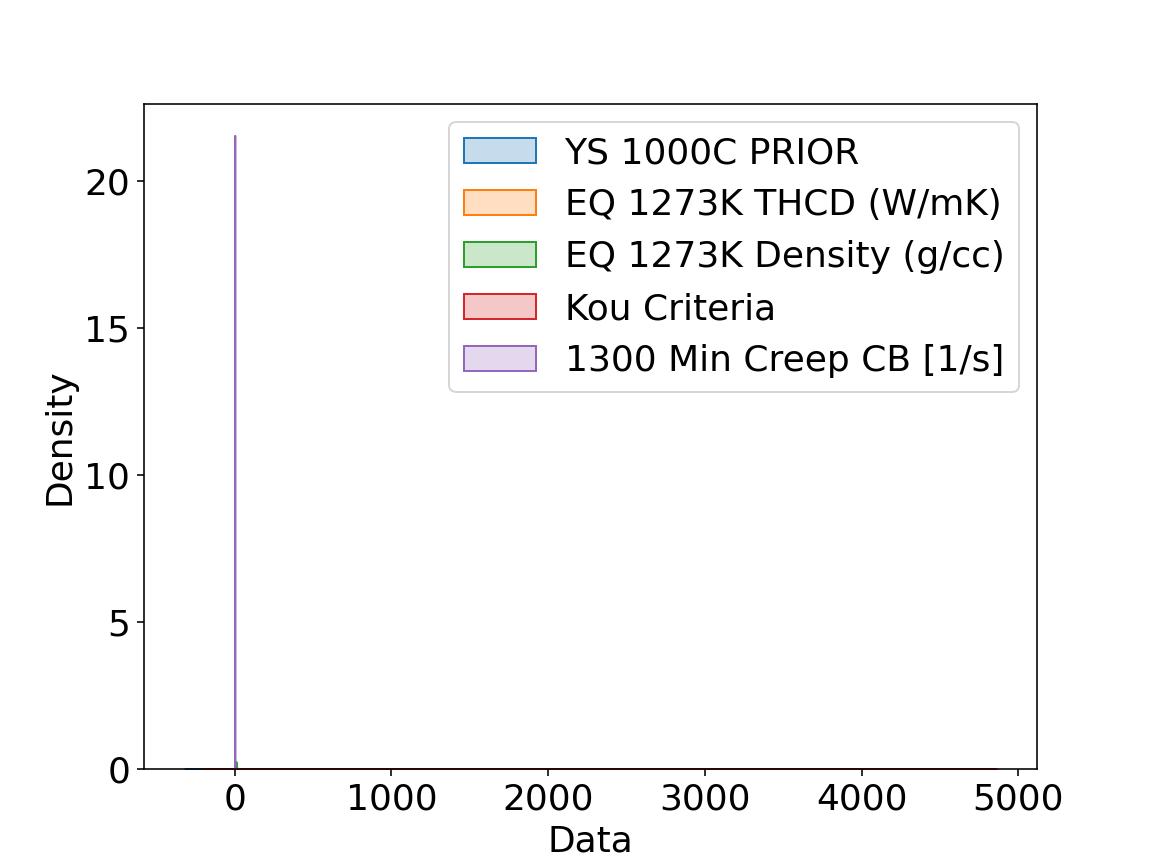 YS 1000C PRIOR
EQ 1273K THCD (W/mK)
EQ 1273K Density (g/cc)
Kou Criteria
1300 Min Creep CB [1/s]
Density
20
15
10
5
0
0 1000 2000 3000 4000 5000
Data